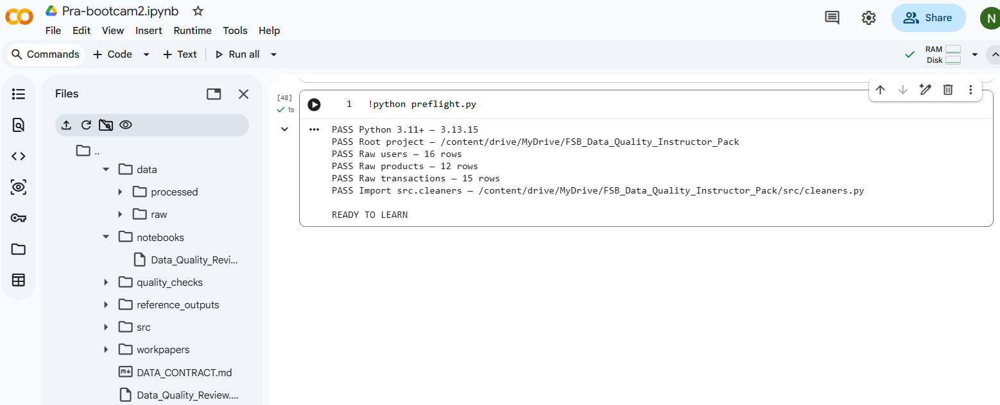 Pra-bootcam2.ipynb
File Edit View Insert Runtime Tools Help
Share
N
Commands + Code + Text Run all
RAM
Disk
Files
..
data
processed
raw
notebooks
Data_Quality_Revi...
quality_checks
reference_outputs
src
workpapers
DATA_CONTRACT.md
Data_Quality_Review....
[48]
1s
1 !python preflight.py
PASS Python 3.11+ — 3.13.15
PASS Root project — /content/drive/MyDrive/FSB_Data_Quality_Instructor_Pack
PASS Raw users — 16 rows
PASS Raw products — 12 rows
PASS Raw transactions — 15 rows
PASS Import src.cleaners — /content/drive/MyDrive/FSB_Data_Quality_Instructor_Pack/src/cleaners.py
READY TO LEARN